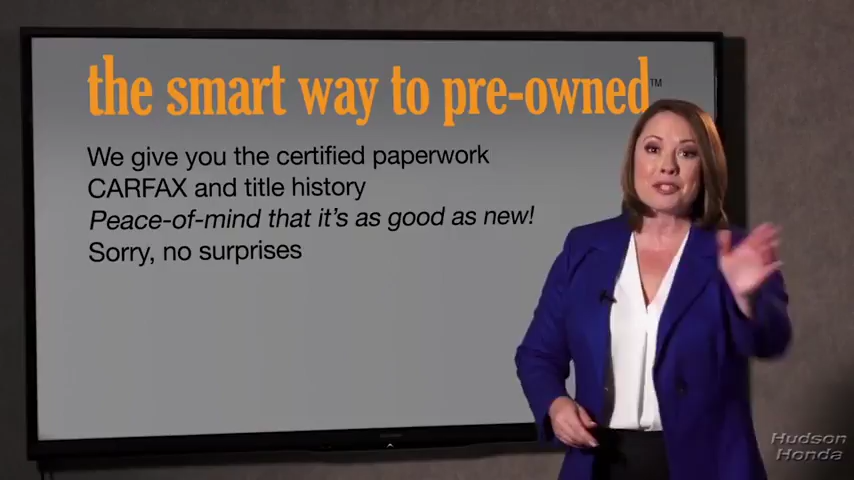 the smart way to pre-owned™
We give you the certified paperwork
CARFAX and title history
Peace-of-mind that it's as good as new!
Sorry, no surprises
Hudson
Honda